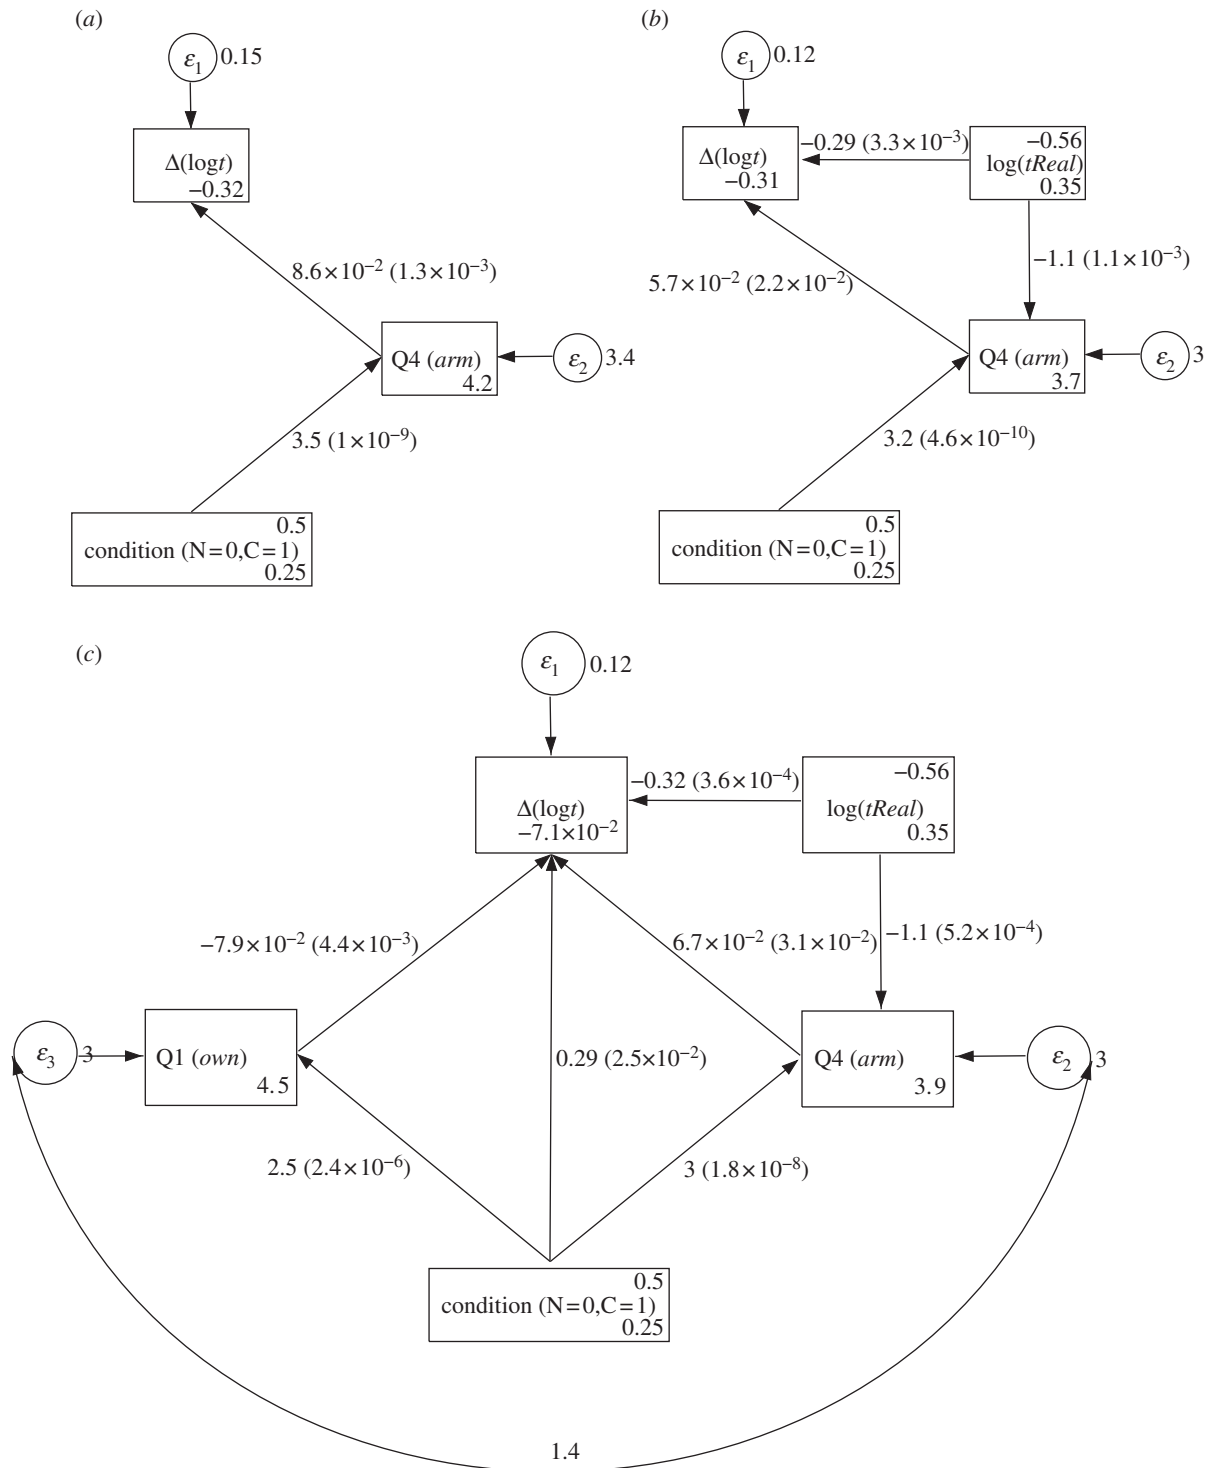 (a)
ε₁ 0.15
Δ(logt)
−0.32
8.6×10⁻² (1.3×10⁻³)
Q4 (arm)
4.2
ε₂ 3.4
3.5 (1×10⁻⁹)
0.5
condition (N=0,C=1)
0.25
(b)
ε₁ 0.12
Δ(logt)
−0.31
−0.29 (3.3×10⁻³)
−0.56
log(tReal)
0.35
−1.1 (1.1×10⁻³)
5.7×10⁻² (2.2×10⁻²)
Q4 (arm)
3.7
ε₂ 3
3.2 (4.6×10⁻¹⁰)
0.5
condition (N=0,C=1)
0.25
(c)
ε₁ 0.12
Δ(logt)
−7.1×10⁻²
−0.32 (3.6×10⁻⁴)
−0.56
log(tReal)
0.35
−7.9×10⁻² (4.4×10⁻³)
6.7×10⁻² (3.1×10⁻²)
−1.1 (5.2×10⁻⁴)
ε₃ 3
Q1 (own)
4.5
0.29 (2.5×10⁻²)
Q4 (arm)
3.9
ε₂ 3
2.5 (2.4×10⁻⁶)
3 (1.8×10⁻⁸)
0.5
condition (N=0,C=1)
0.25
1.4